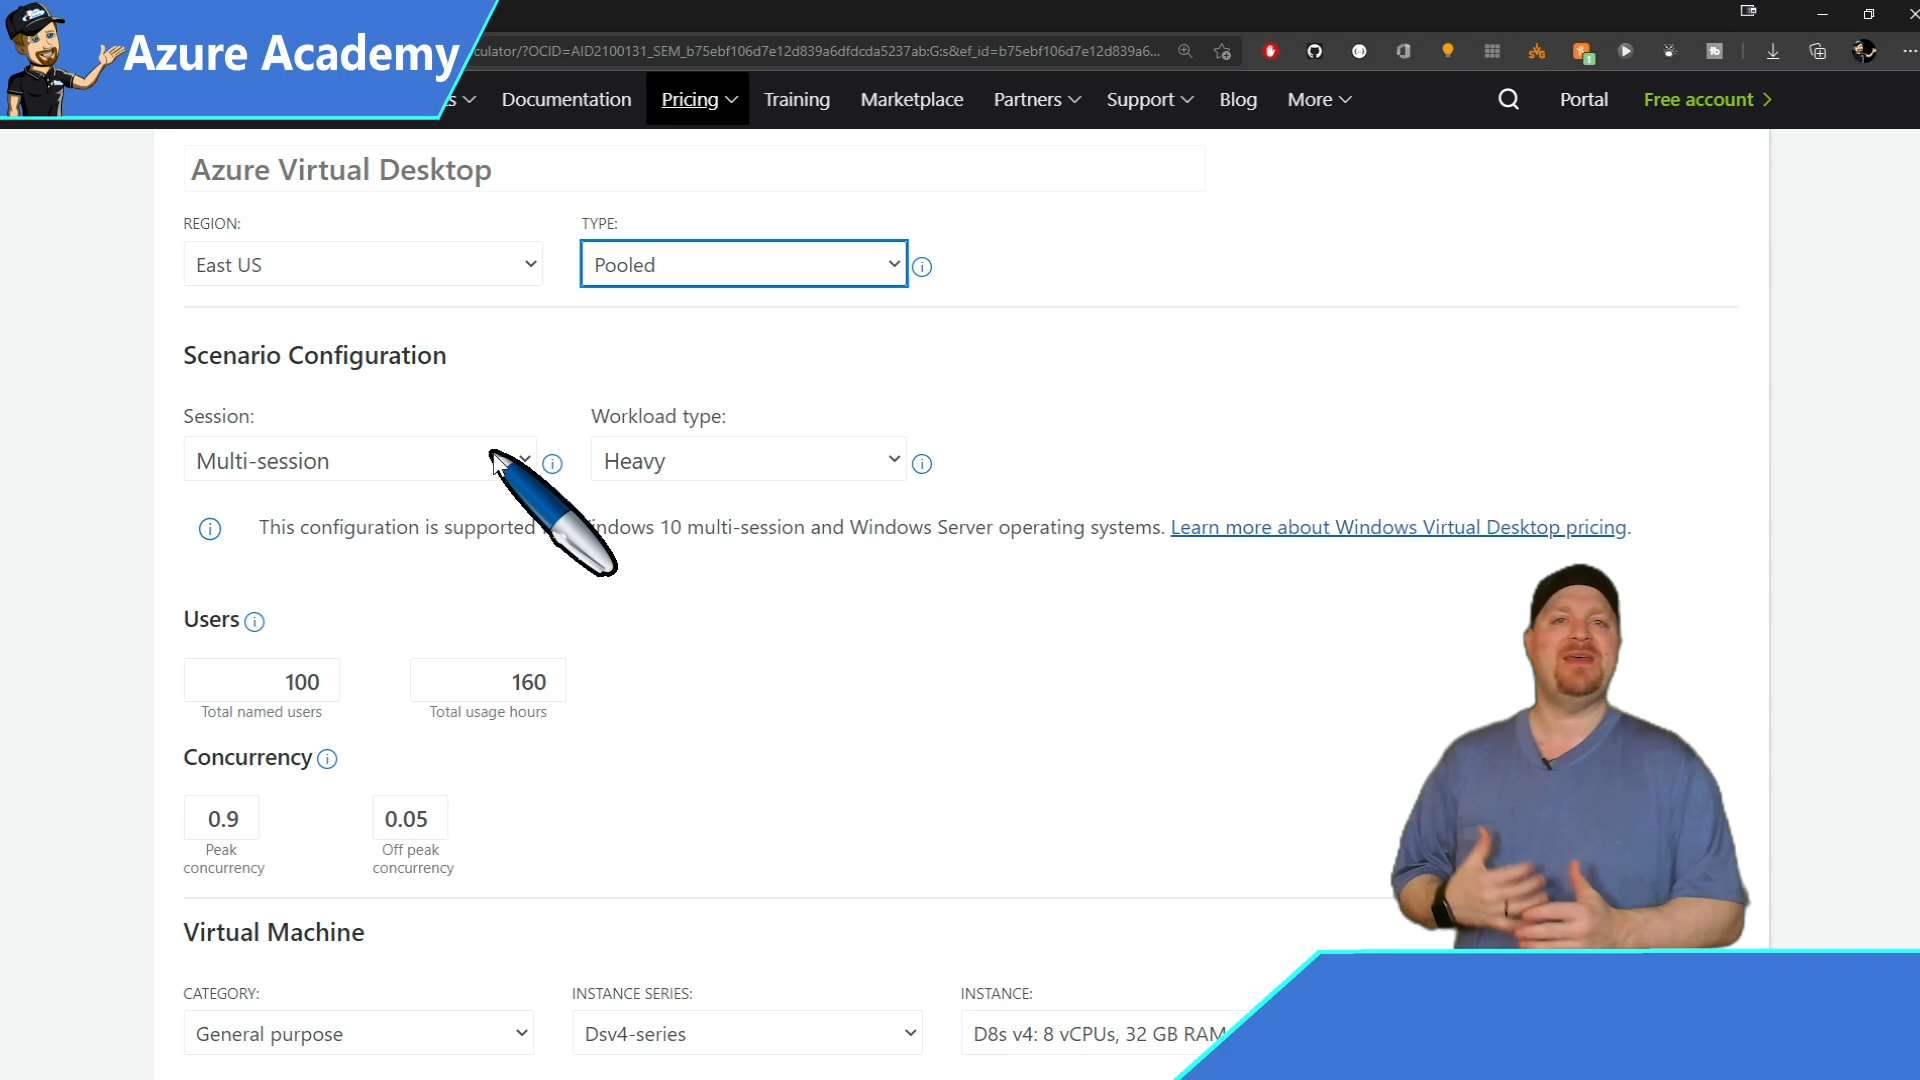 Azure Academy
culator/?OCID=AID2100131_SEM_b75ebf106d7e12d839a6dfdcda5237ab:G:s&ef_id=b75ebf106d7e12d839a6...
s Documentation Pricing Training Marketplace Partners Support Blog More Portal Free account
Azure Virtual Desktop
REGION: TYPE:
East US Pooled
Scenario Configuration
Session: Workload type:
Multi-session Heavy
This configuration is supported indows 10 multi-session and Windows Server operating systems. Learn more about Windows Virtual Desktop pricing.
Users
100 160
Total named users Total usage hours
Concurrency
0.9 0.05
Peak concurrency Off peak concurrency
Virtual Machine
CATEGORY: INSTANCE SERIES: INSTANCE:
General purpose Dsv4-series D8s v4: 8 vCPUs, 32 GB RAM